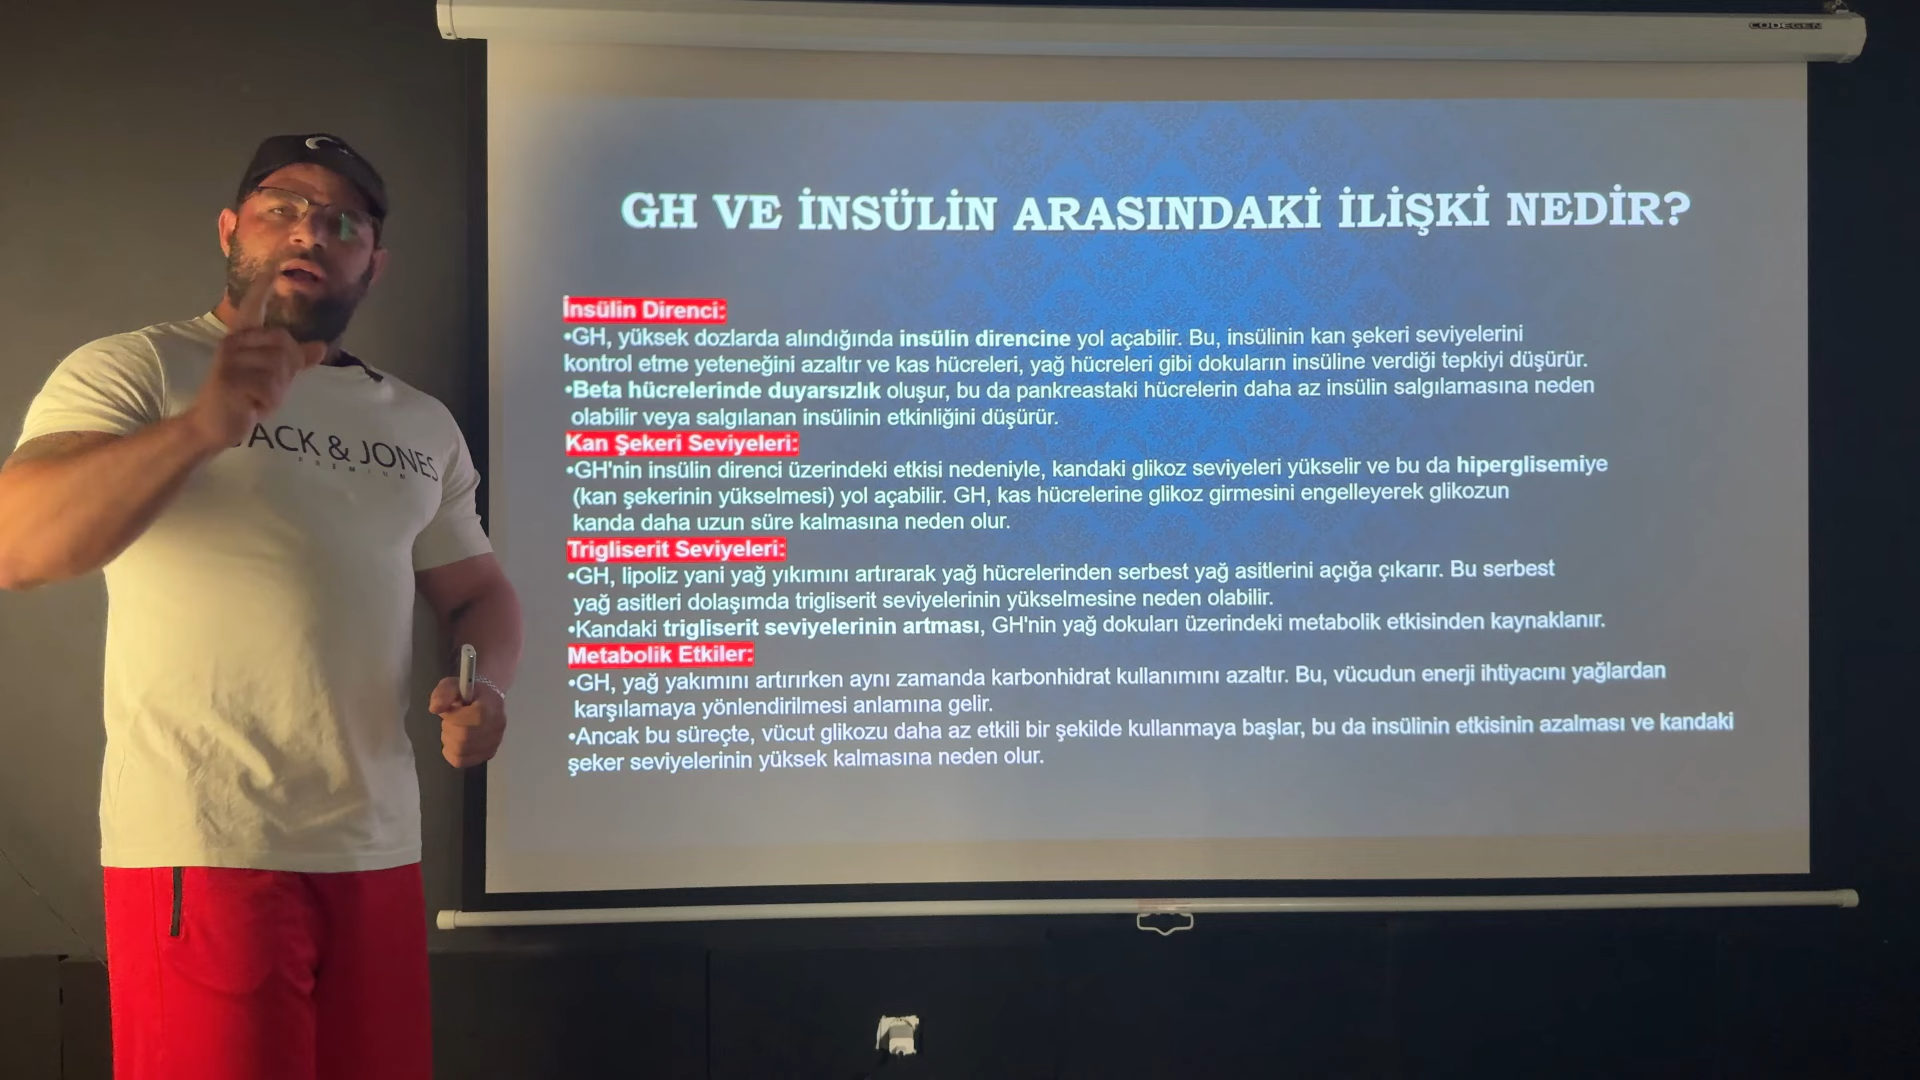 CODEGEN
GH VE İNSÜLİN ARASINDAKİ İLİŞKİ NEDİR?
İnsülin Direnci:
•GH, yüksek dozlarda alındığında insülin direncine yol açabilir. Bu, insülinin kan şekeri seviyelerini
kontrol etme yeteneğini azaltır ve kas hücreleri, yağ hücreleri gibi dokuların insüline verdiği tepkiyi düşürür.
•Beta hücrelerinde duyarsızlık oluşur, bu da pankreastaki hücrelerin daha az insülin salgılamasına neden
olabilir veya salgılanan insülinin etkinliğini düşürür.
Kan Şekeri Seviyeleri:
•GH'nin insülin direnci üzerindeki etkisi nedeniyle, kandaki glikoz seviyeleri yükselir ve bu da hiperglisemiye
(kan şekerinin yükselmesi) yol açabilir. GH, kas hücrelerine glikoz girmesini engelleyerek glikozun
kanda daha uzun süre kalmasına neden olur.
Trigliserit Seviyeleri:
•GH, lipoliz yani yağ yıkımını artırarak yağ hücrelerinden serbest yağ asitlerini açığa çıkarır. Bu serbest
yağ asitleri dolaşımda trigliserit seviyelerinin yükselmesine neden olabilir.
•Kandaki trigliserit seviyelerinin artması, GH'nin yağ dokuları üzerindeki metabolik etkisinden kaynaklanır.
Metabolik Etkiler:
•GH, yağ yakımını artırırken aynı zamanda karbonhidrat kullanımını azaltır. Bu, vücudun enerji ihtiyacını yağlardan
karşılamaya yönlendirilmesi anlamına gelir.
•Ancak bu süreçte, vücut glikozu daha az etkili bir şekilde kullanmaya başlar, bu da insülinin etkisinin azalması ve kandaki
şeker seviyelerinin yüksek kalmasına neden olur.
JACK & JONES
PREMIUM